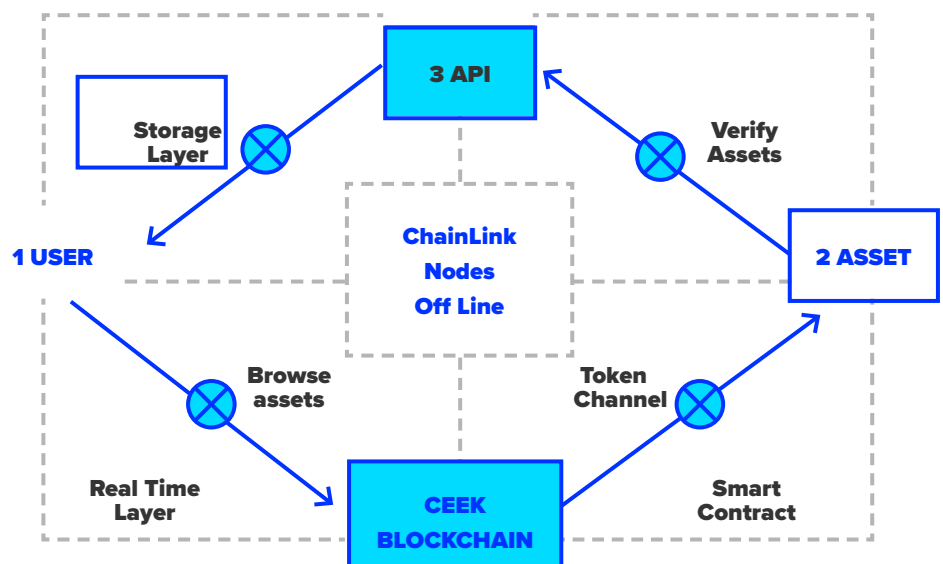 3 API
Storage
Layer
Verify
Assets
1 USER
ChainLink
Nodes
Off Line
2 ASSET
Browse
assets
Token
Channel
Real Time
Layer
CEEK
BLOCKCHAIN
Smart
Contract